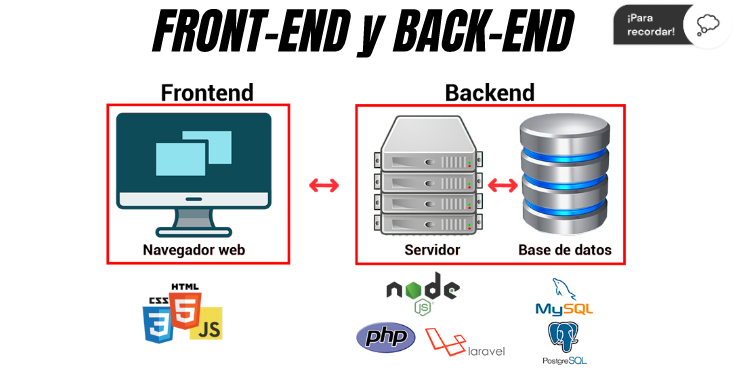 FRONT-END y BACK-END
¡Para
recordar!
Frontend
Backend
Navegador web
Servidor
Base de datos
HTML
CSS
3
5
JS
node
JS
php
laravel
MySQL
PostgreSQL